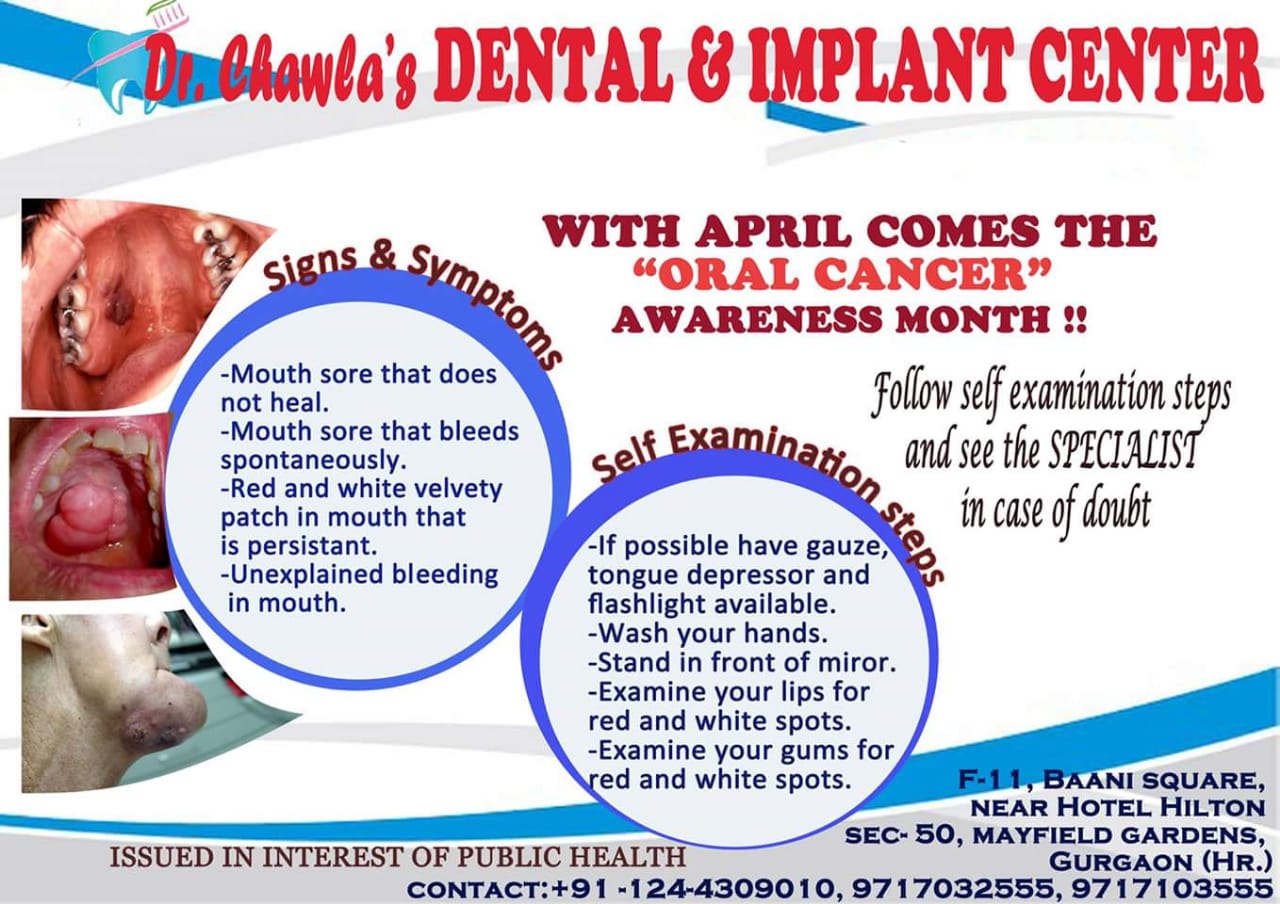 Dr. Chawla's DENTAL & IMPLANT CENTER
WITH APRIL COMES THE
“ORAL CANCER”
AWARENESS MONTH !!
Follow self examination steps
and see the SPECIALIST
in case of doubt
Signs & Symptoms
-Mouth sore that does
not heal.
-Mouth sore that bleeds
spontaneously.
-Red and white velvety
patch in mouth that
is persistant.
-Unexplained bleeding
in mouth.
Self Examination steps
-If possible have gauze,
tongue depressor and
flashlight available.
-Wash your hands.
-Stand in front of miror.
-Examine your lips for
red and white spots.
-Examine your gums for
red and white spots.
F-11, BAANI SQUARE,
NEAR HOTEL HILTON
SEC- 50, MAYFIELD GARDENS,
GURGAON (HR.)
ISSUED IN INTEREST OF PUBLIC HEALTH
CONTACT:+91 -124-4309010, 9717032555, 9717103555